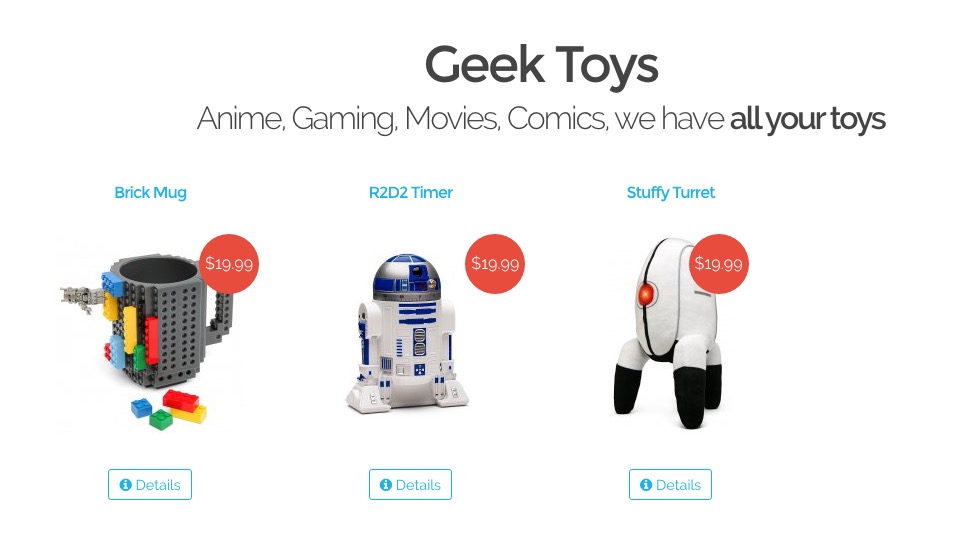 Geek Toys
Anime, Gaming, Movies, Comics, we have all your toys
Brick Mug
R2D2 Timer
Stuffy Turret
$19.99
$19.99
$19.99
Details
Details
Details